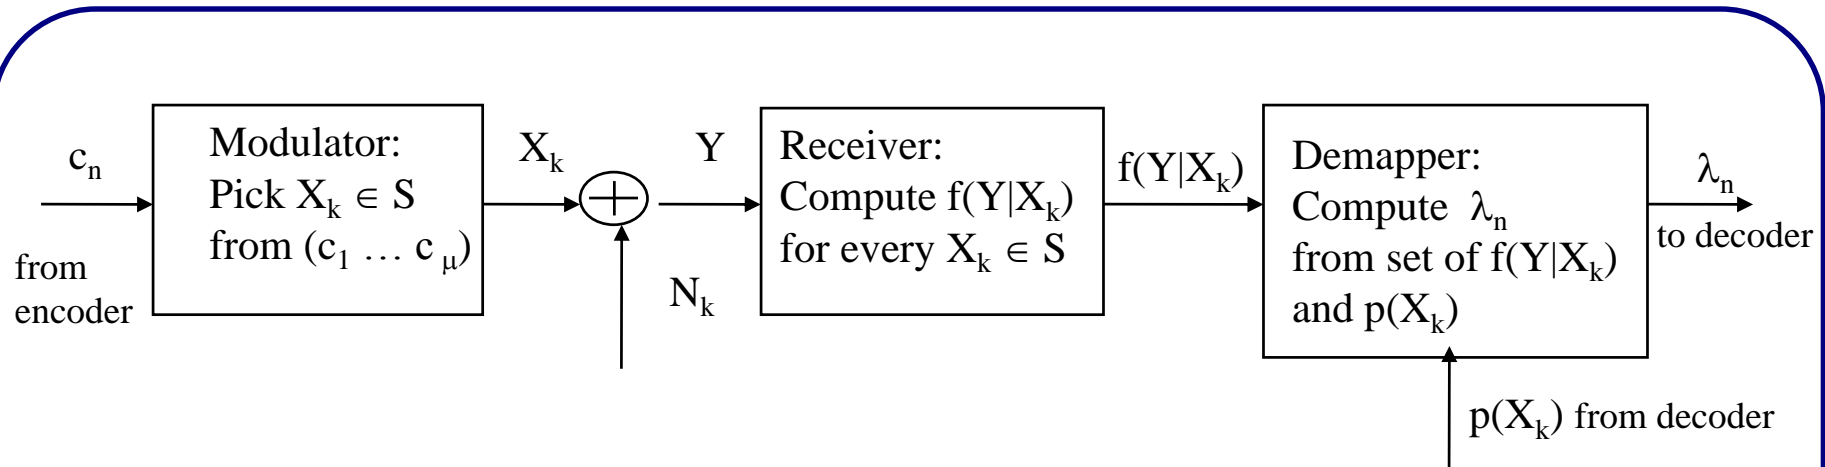 c_n
from
encoder
Modulator:
Pick X_k ∈ S
from (c_1 … c_μ)
X_k
N_k
Y
Receiver:
Compute f(Y|X_k)
for every X_k ∈ S
f(Y|X_k)
Demapper:
Compute λ_n
from set of f(Y|X_k)
and p(X_k)
λ_n
to decoder
p(X_k) from decoder